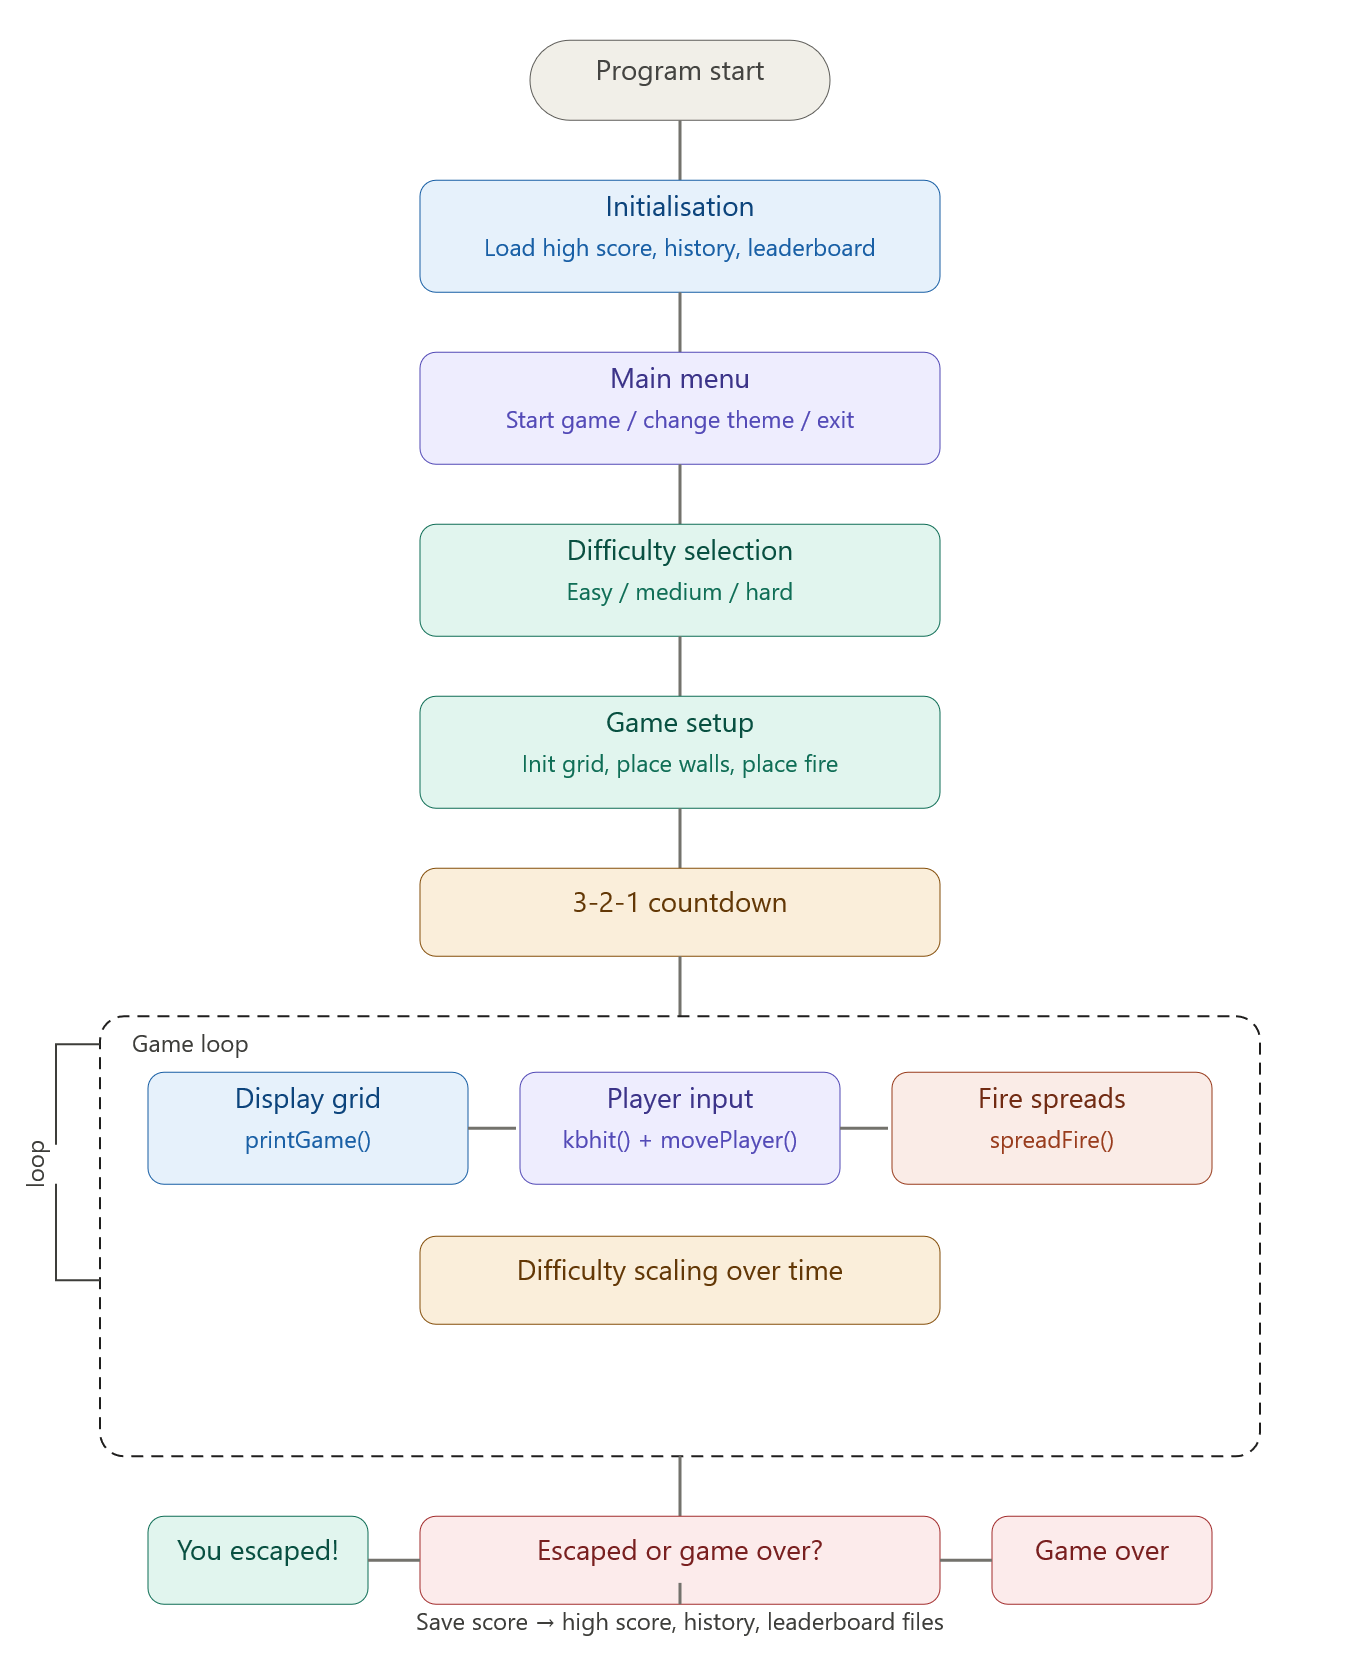 Program start
Initialisation
Load high score, history, leaderboard
Main menu
Start game / change theme / exit
Difficulty selection
Easy / medium / hard
Game setup
Init grid, place walls, place fire
3-2-1 countdown
Game loop
loop
Display grid
printGame()
Player input
kbhit() + movePlayer()
Fire spreads
spreadFire()
Difficulty scaling over time
You escaped!
Escaped or game over?
Game over
Save score → high score, history, leaderboard files